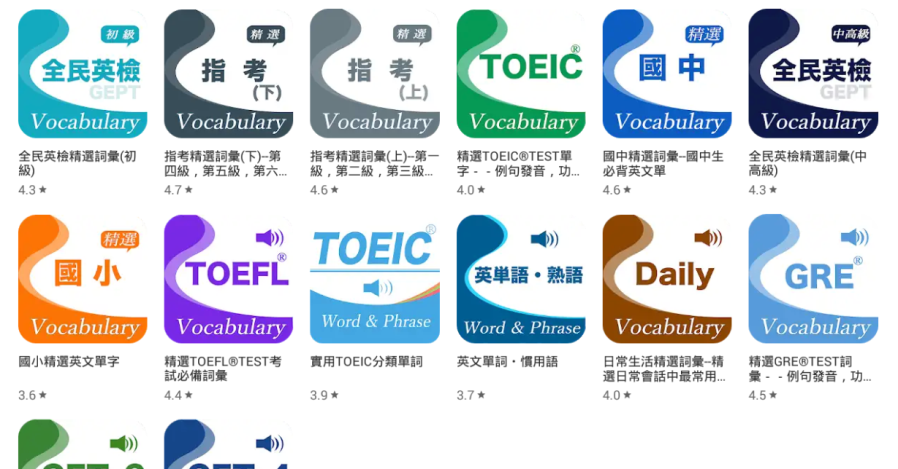 初級
全民英檢
GEPT
Vocabulary
精選
指考
(下)
Vocabulary
精選
指考
(上)
Vocabulary
TOEIC®
Vocabulary
精選
國中
Vocabulary
中高級
全民英檢
GEPT
Vocabulary
全民英檢精選詞彙(初
級)
4.3★
指考精選詞彙(下)–第
四級，第五級，第六...
4.7★
指考精選詞彙(上)–第一
級，第二級，第三級...
4.6★
精選TOEIC®TEST單
字 - - 例句發音，功...
4.0★
國中精選詞彙–國中生
必背英文單
4.6★
全民英檢精選詞彙(中
高級)
4.3★
精選
國小
Vocabulary
TOEFL®
Vocabulary
TOEIC®
Word & Phrase
英単語・熟語
Word & Phrase
Daily
Vocabulary
GRE®
Vocabulary
國小精選英文單字
3.6★
精選TOEFL®TEST考
試必備詞彙
4.4★
實用TOEIC分類單詞
3.9★
英文單詞・慣用語
3.7★
日常生活精選詞彙–精
選日常會話中最常用...
4.0★
精選GRE®TEST詞
彙 - - 例句發音，功...
4.5★